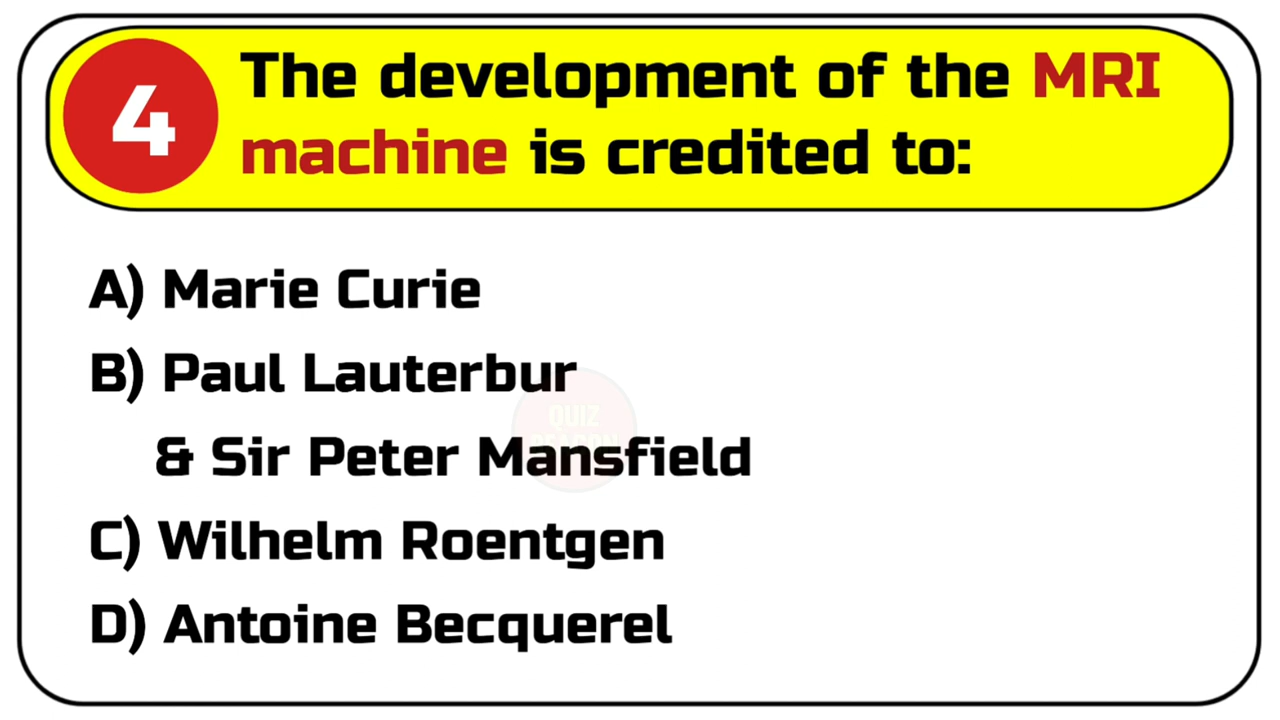 4
The development of the MRI
machine is credited to:
A) Marie Curie
B) Paul Lauterbur
& Sir Peter Mansfield
C) Wilhelm Roentgen
D) Antoine Becquerel
QUIZ